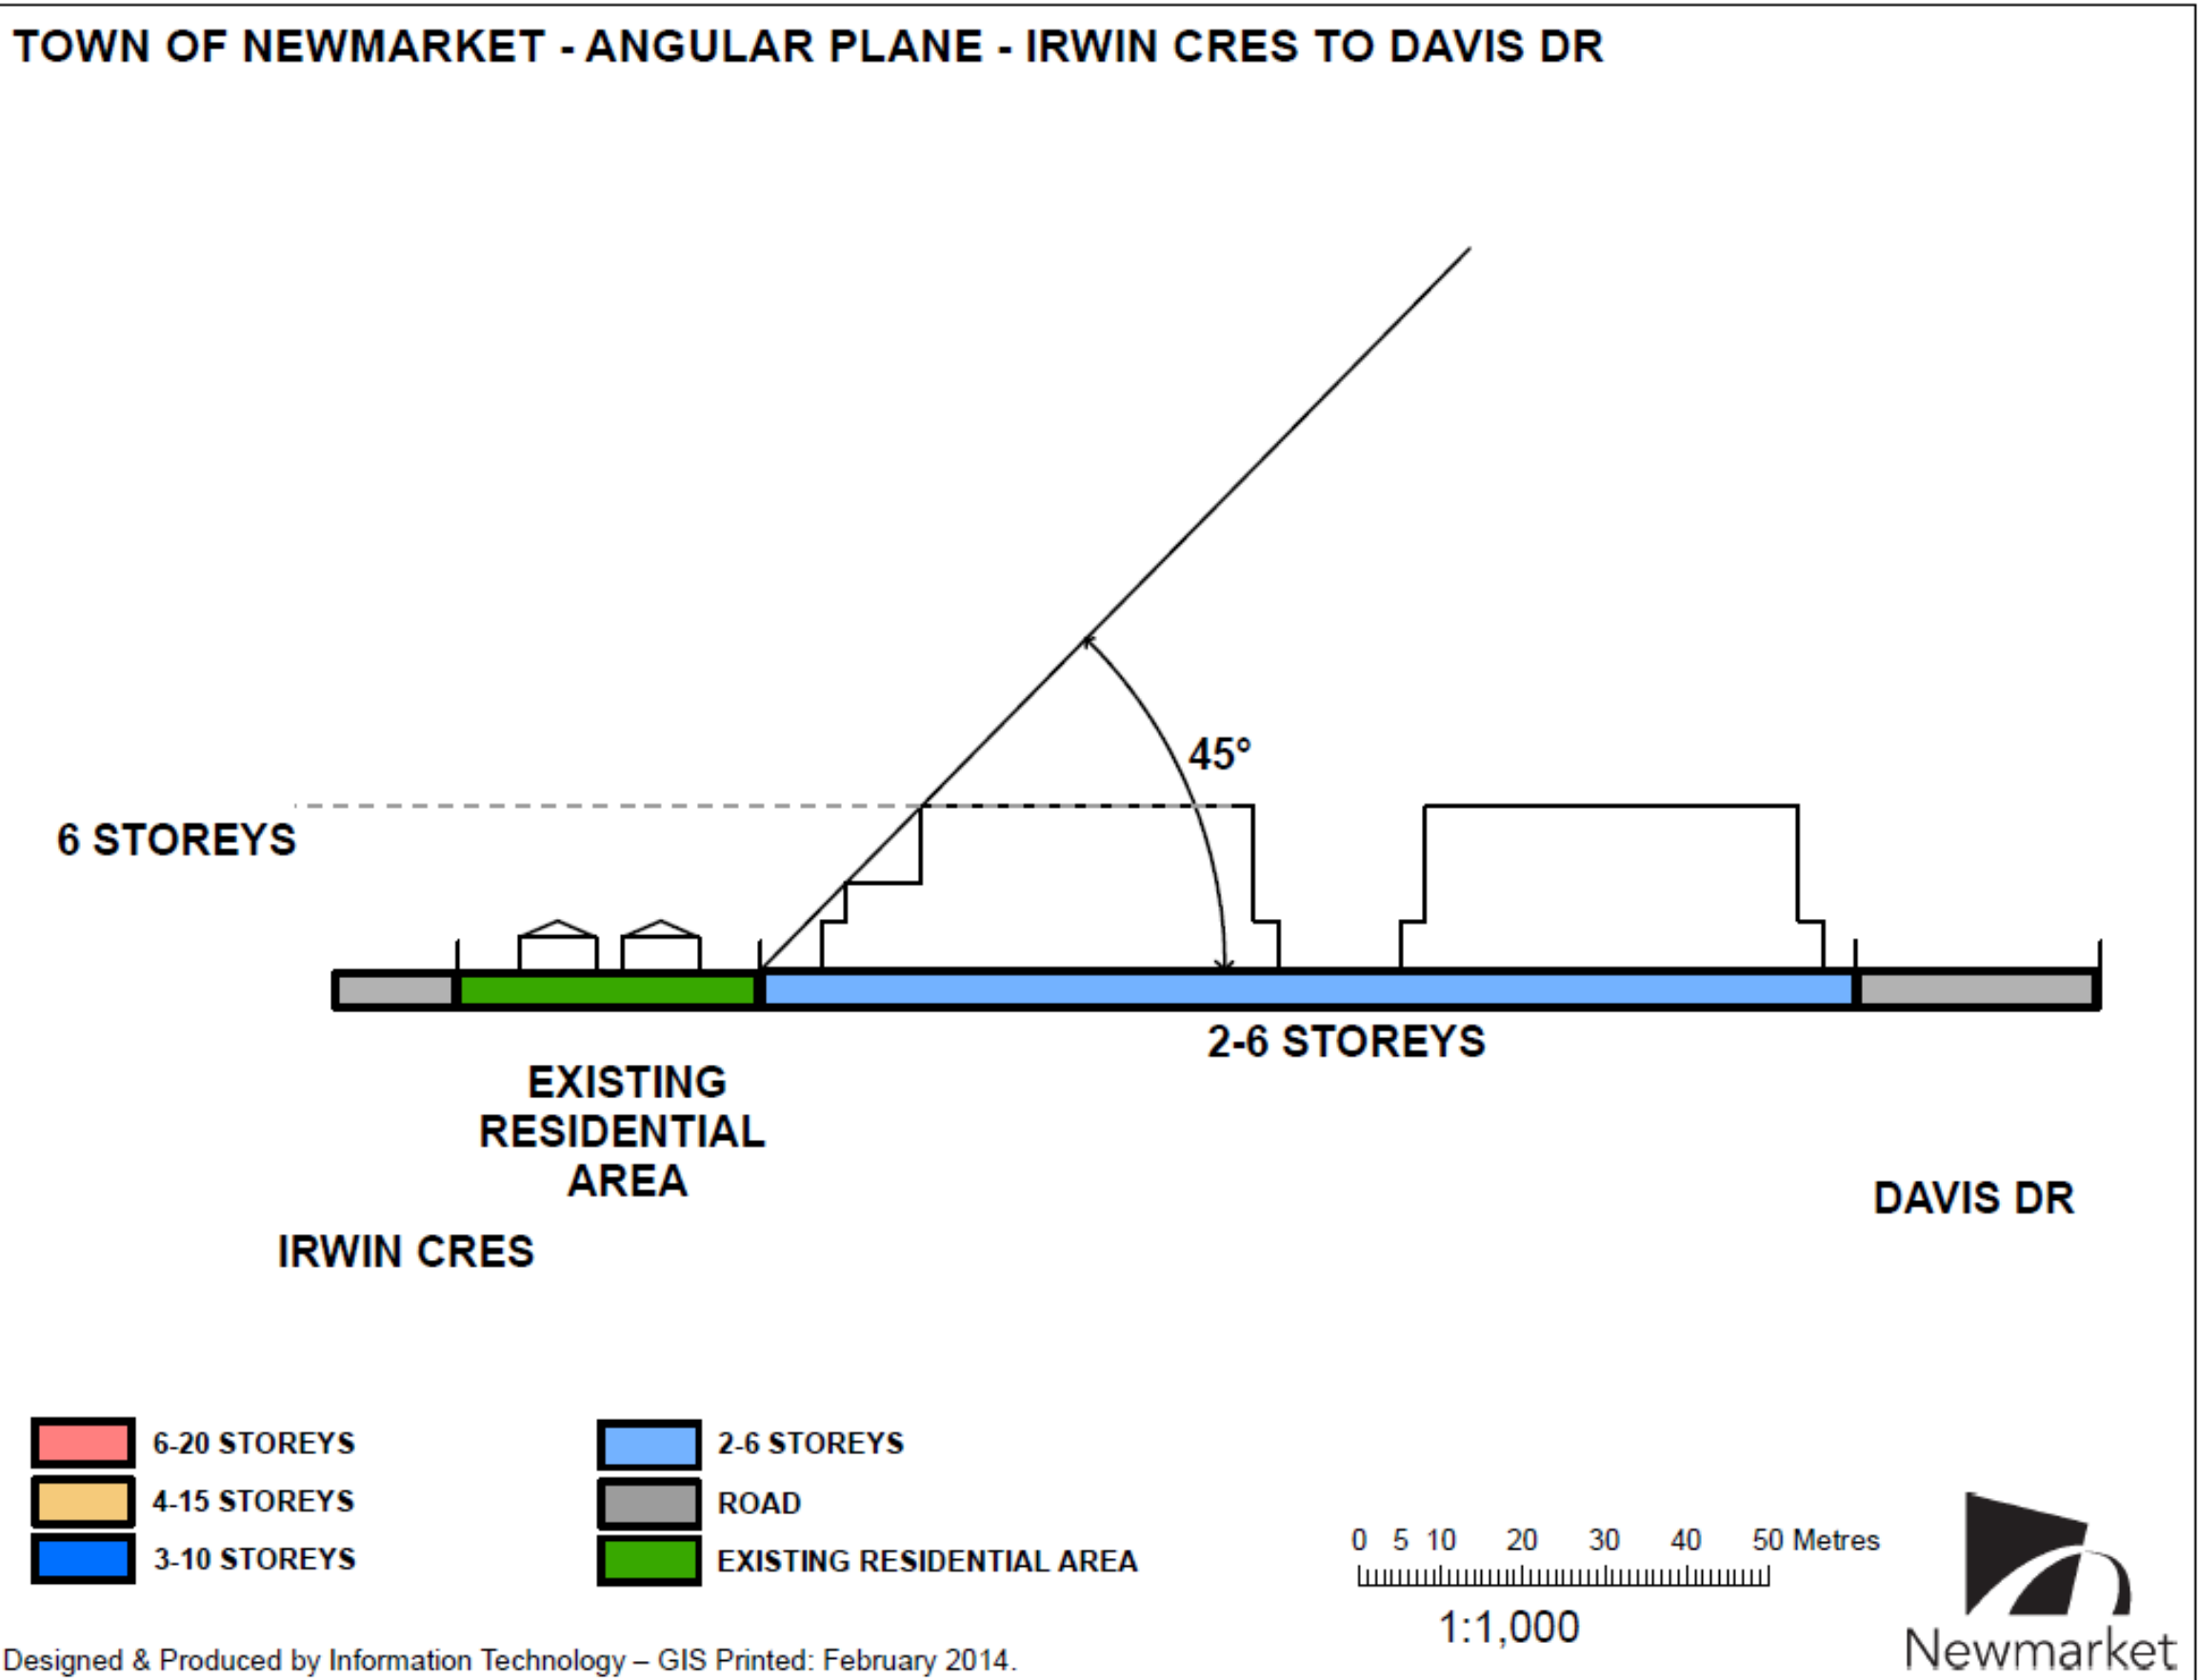 TOWN OF NEWMARKET - ANGULAR PLANE - IRWIN CRES TO DAVIS DR
45°
6 STOREYS
2-6 STOREYS
EXISTING
RESIDENTIAL
AREA
DAVIS DR
IRWIN CRES
6-20 STOREYS
4-15 STOREYS
3-10 STOREYS
2-6 STOREYS
ROAD
EXISTING RESIDENTIAL AREA
0 5 10 20 30 40 50 Metres
1:1,000
Newmarket
Designed & Produced by Information Technology – GIS Printed: February 2014.